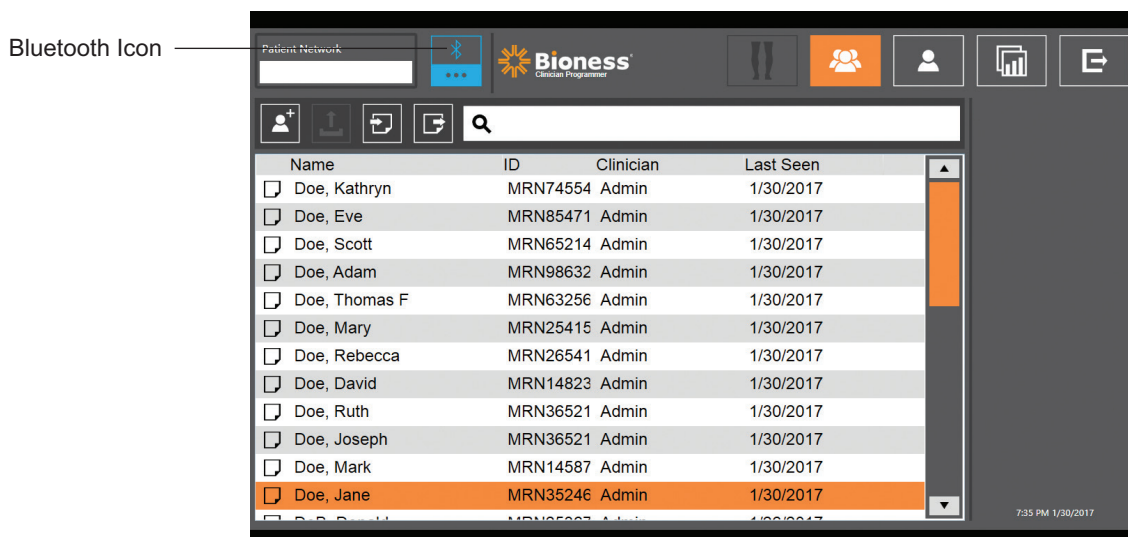 Bluetooth Icon
Patient Network
Bioness
Clinician Programmer
Name ID Clinician Last Seen
Doe, Kathryn MRN74554 Admin 1/30/2017
Doe, Eve MRN85471 Admin 1/30/2017
Doe, Scott MRN65214 Admin 1/30/2017
Doe, Adam MRN98632 Admin 1/30/2017
Doe, Thomas F MRN63256 Admin 1/30/2017
Doe, Mary MRN25415 Admin 1/30/2017
Doe, Rebecca MRN26541 Admin 1/30/2017
Doe, David MRN14823 Admin 1/30/2017
Doe, Ruth MRN36521 Admin 1/30/2017
Doe, Joseph MRN36521 Admin 1/30/2017
Doe, Mark MRN14587 Admin 1/30/2017
Doe, Jane MRN35246 Admin 1/30/2017
7:35 PM 1/30/2017